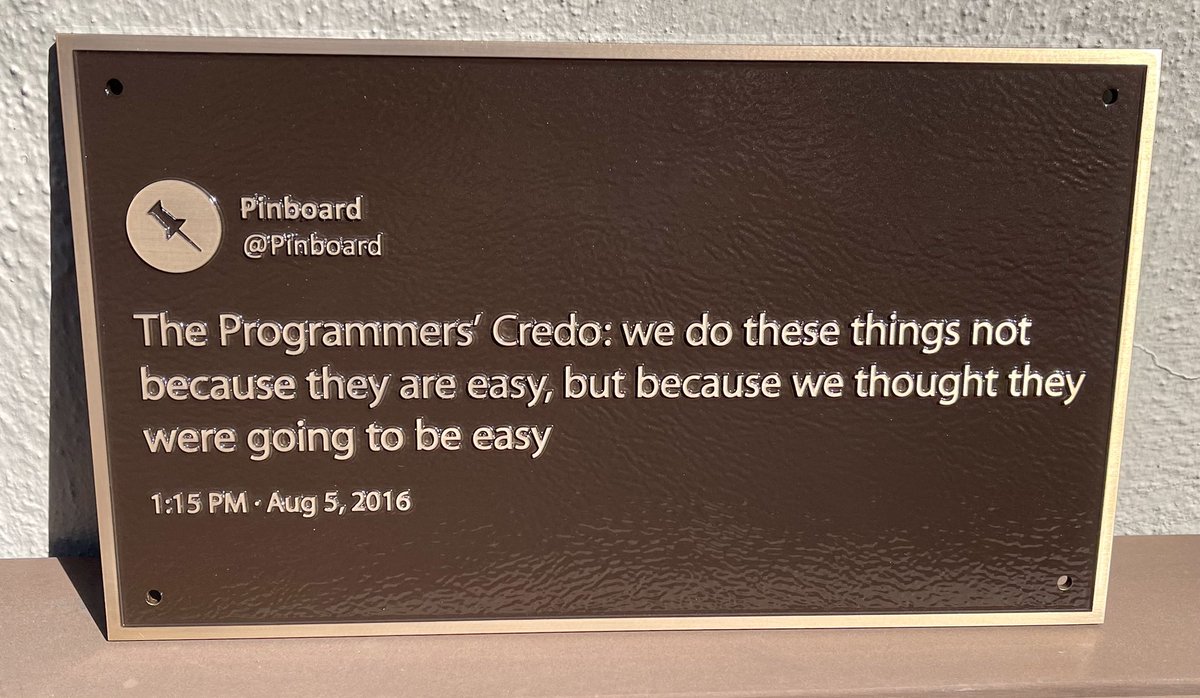 Pinboard
@Pinboard
The Programmers’ Credo: we do these things not
because they are easy, but because we thought they
were going to be easy
1:15 PM · Aug 5, 2016